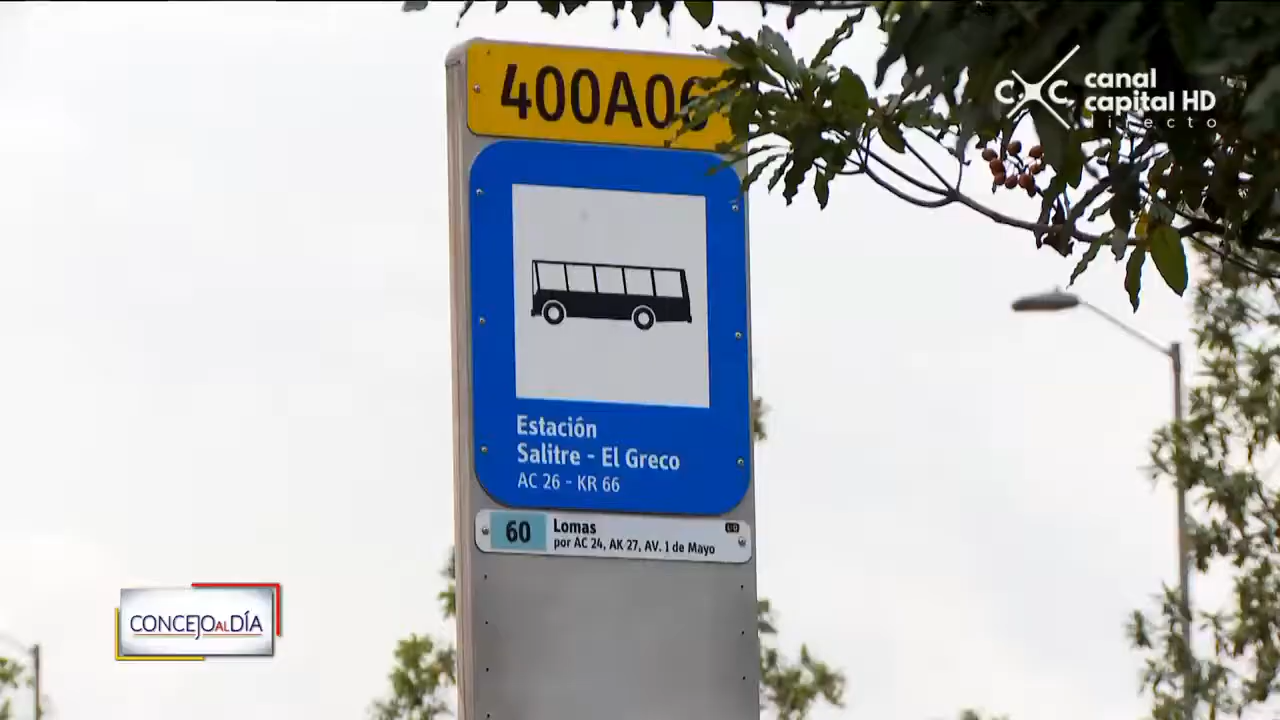 400A06
canal
capital HD
directo
Estación
Salitre - El Greco
AC 26 - KR 66
60 Lomas
por AC 24, AK 27, AV. 1 de Mayo
CONCEJO AL DÍA